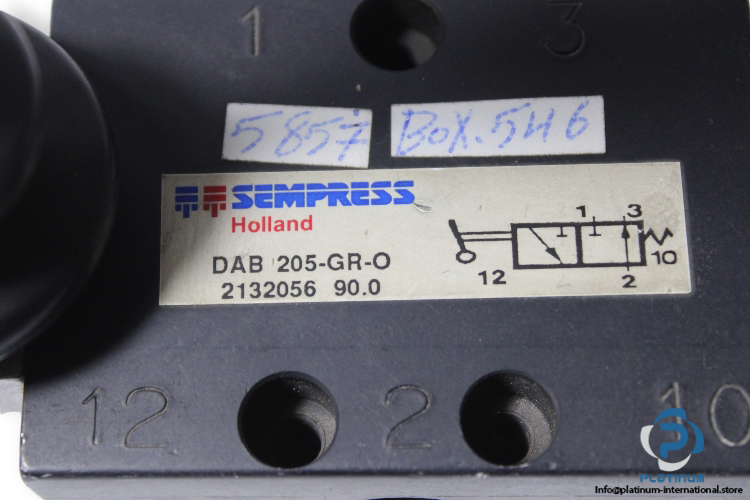 1 3
5857 BOX.546
SEMPRESS
Holland
DAB 205-GR-O
2132056 90.0
1 3
10
12 2
12 2 10
Platinum
Info@platinum-international.store